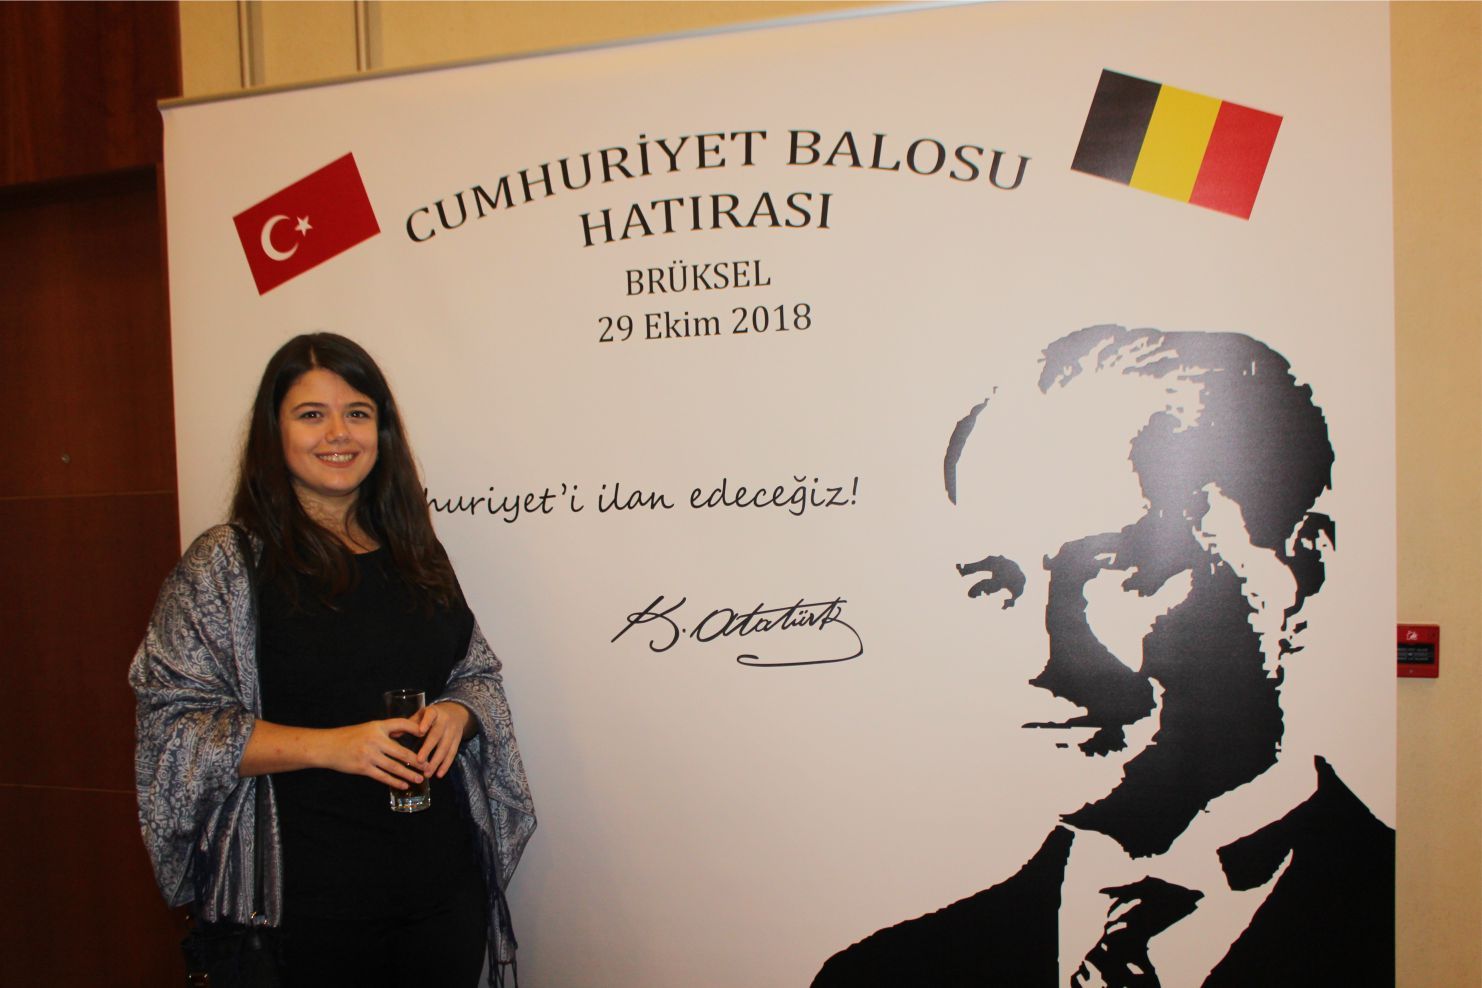 CUMHURİYET BALOSU
HATIRASI
BRÜKSEL
29 Ekim 2018
huriyet'i ilan edeceğiz!
K. Atatürk